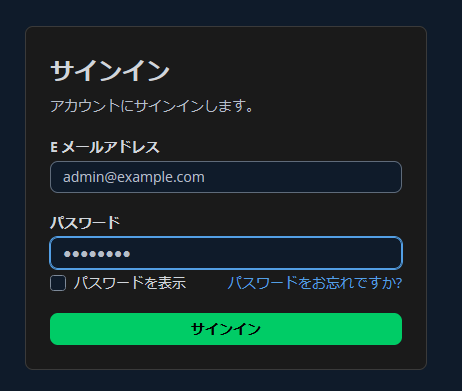 サインイン
アカウントにサインインします。
E メールアドレス
admin@example.com
パスワード
●●●●●●●●
パスワードを表示 パスワードをお忘れですか?
サインイン